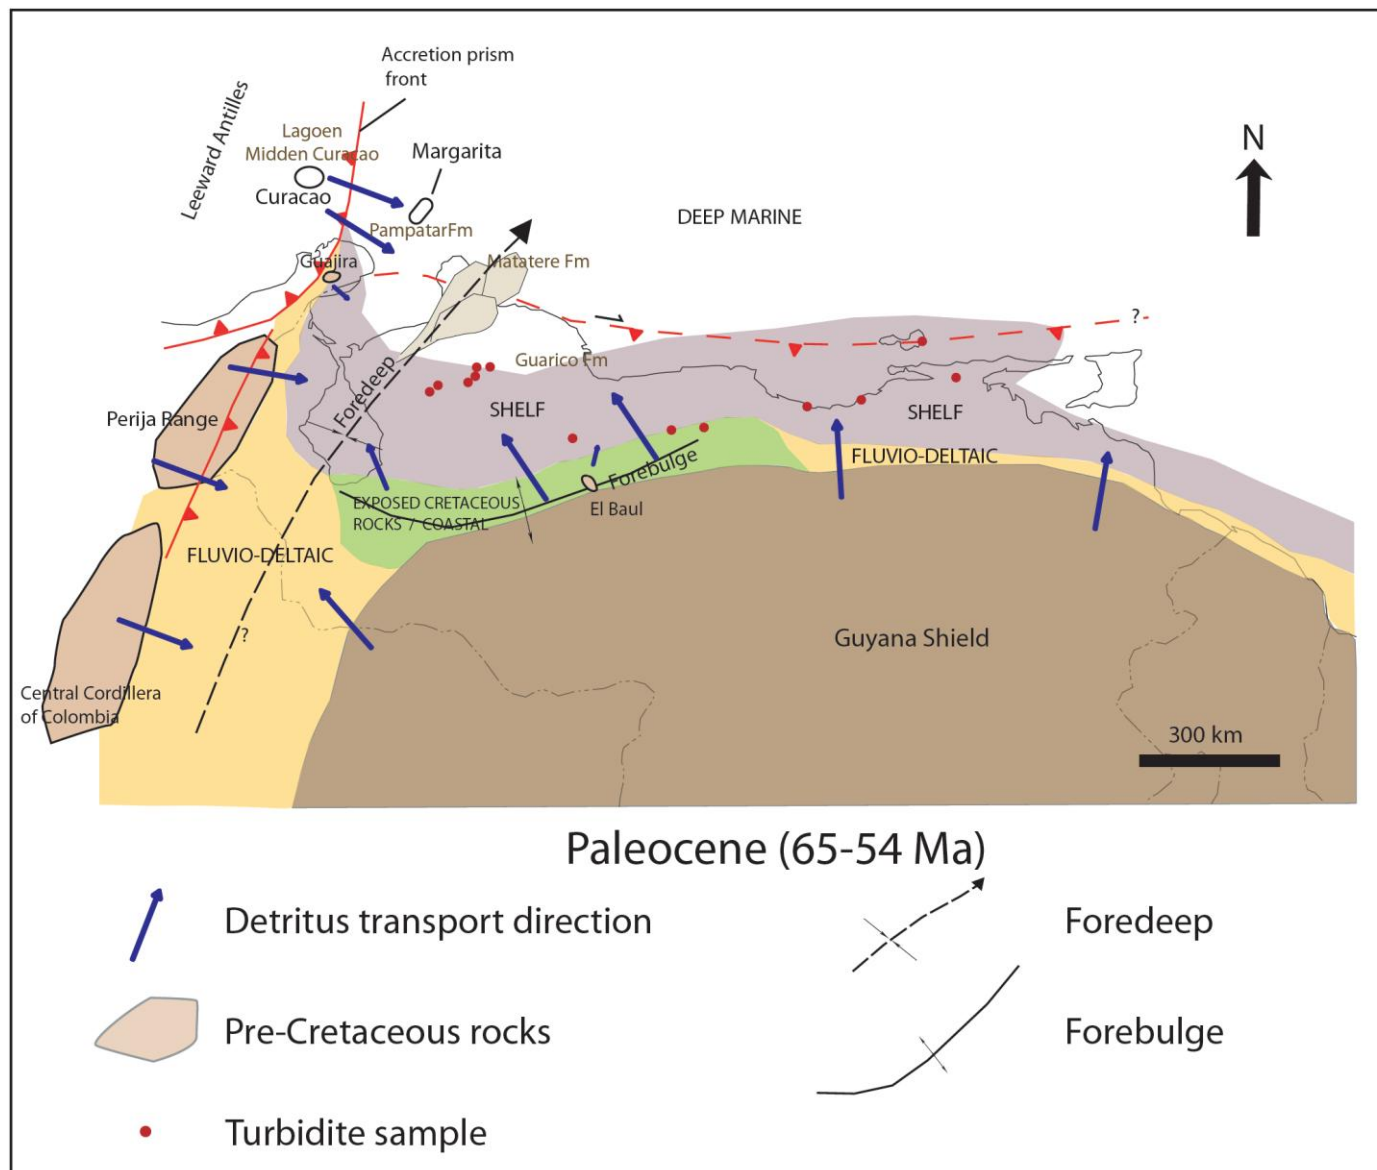 Accretion prism
front
Leeward Antilles
Lagoen
Midden Curacao
Margarita
Curacao
N
PampatarFm
DEEP MARINE
Guajira
Matatere Fm
?
Guarico Fm
Foredeep
Perija Range
SHELF
SHELF
Forebulge
FLUVIO-DELTAIC
EXPOSED CRETACEOUS
ROCKS / COASTAL
El Baul
FLUVIO-DELTAIC
?
Guyana Shield
Central Cordillera
of Colombia
300 km
Paleocene (65-54 Ma)
Detritus transport direction
Foredeep
Pre-Cretaceous rocks
Forebulge
Turbidite sample